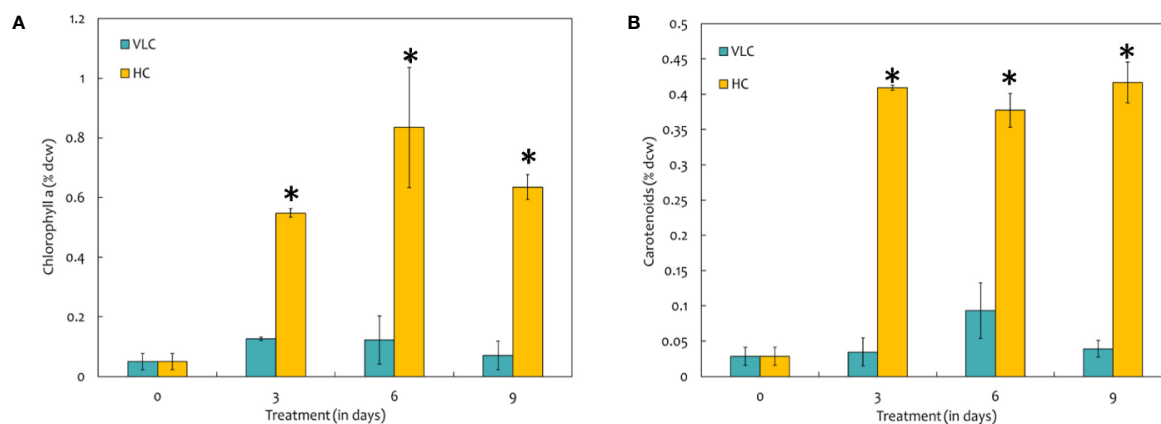 A
Chlorophyll a (% dcw)
1.2
1
0.8
0.6
0.4
0.2
0
VLC
HC
*
*
*
0 3 6 9
Treatment (in days)
B
Carotenoids (% dcw)
0.5
0.45
0.4
0.35
0.3
0.25
0.2
0.15
0.1
0.05
0
VLC
HC
*
*
*
0 3 6 9
Treatment (in days)